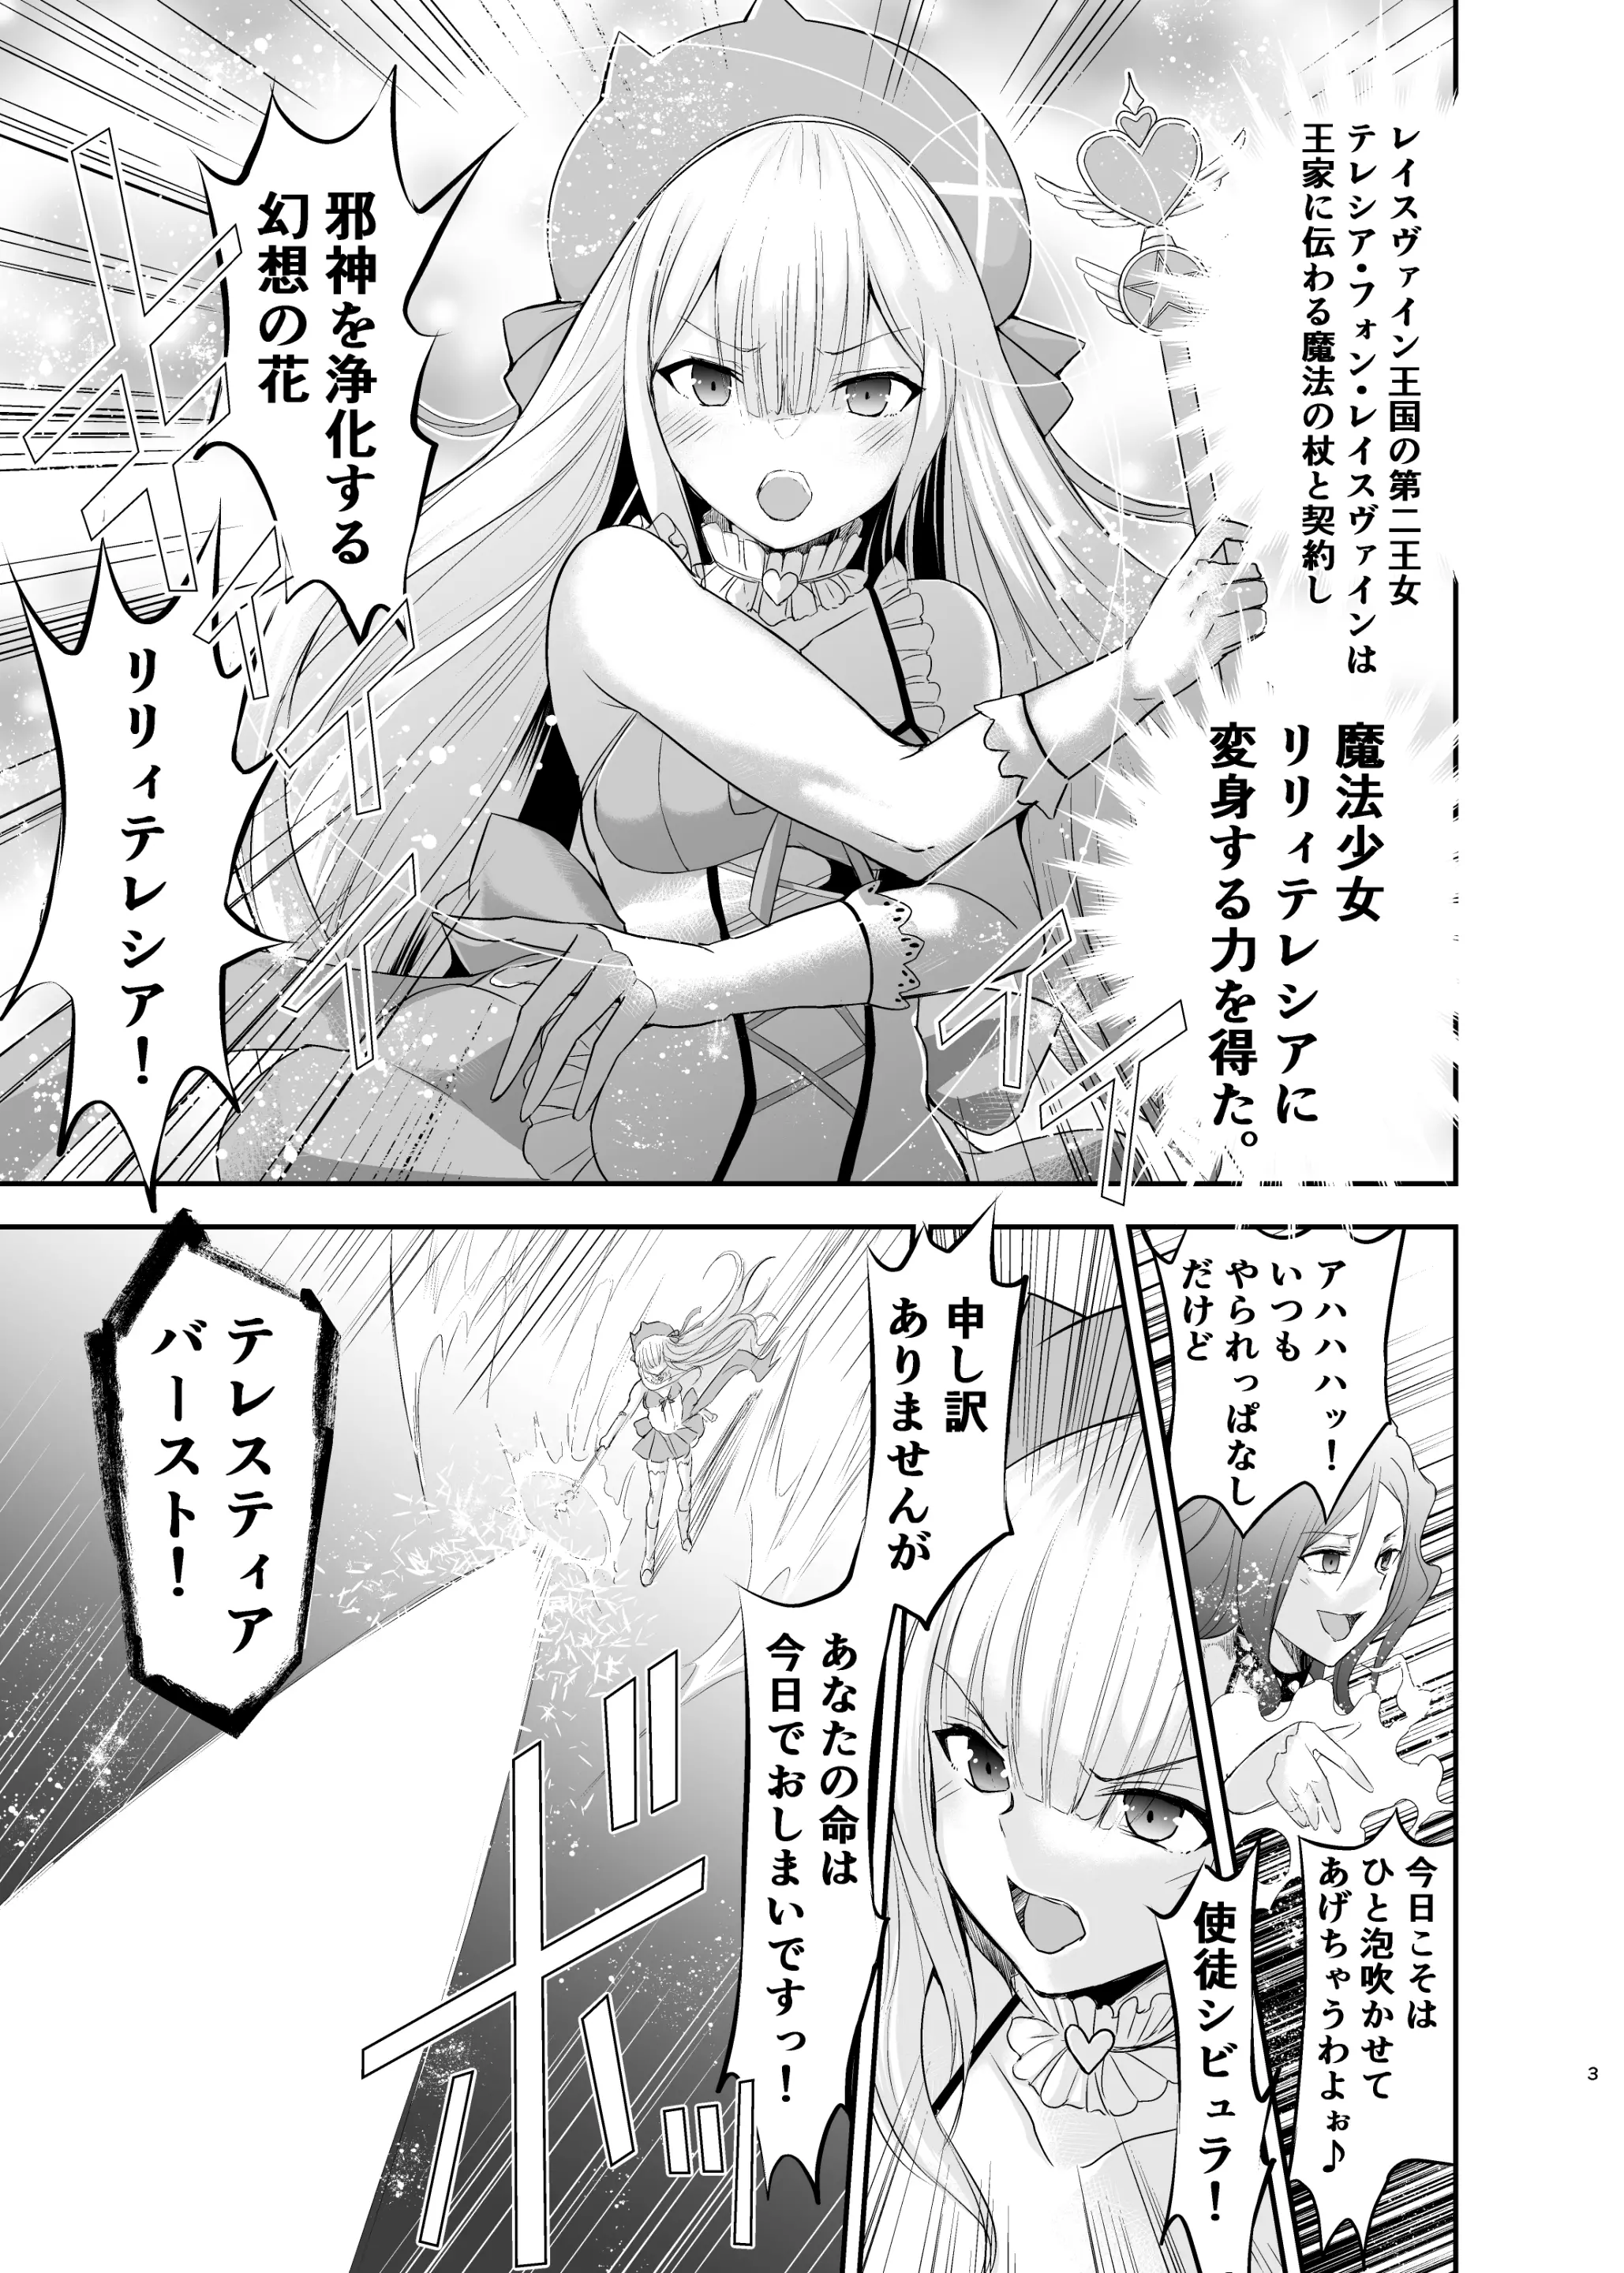 レイスヴァイン王国の第二王女
テレシア・フォン・レイスヴァインは
王家に伝わる魔法の杖と契約し
魔法少女
リリィテレシアに
変身する力を得た。
邪神を浄化する
幻想の花
リリィテレシア！
アハハハッ！
いつも
やられっぱなし
だけど
今日こそは
ひと泡吹かせて
あげちゃうわよぉ♪
使徒シビュラ！
申し訳
ありませんが
あなたの命は
今日でおしまいですっ！
テレスティア
バースト！
3